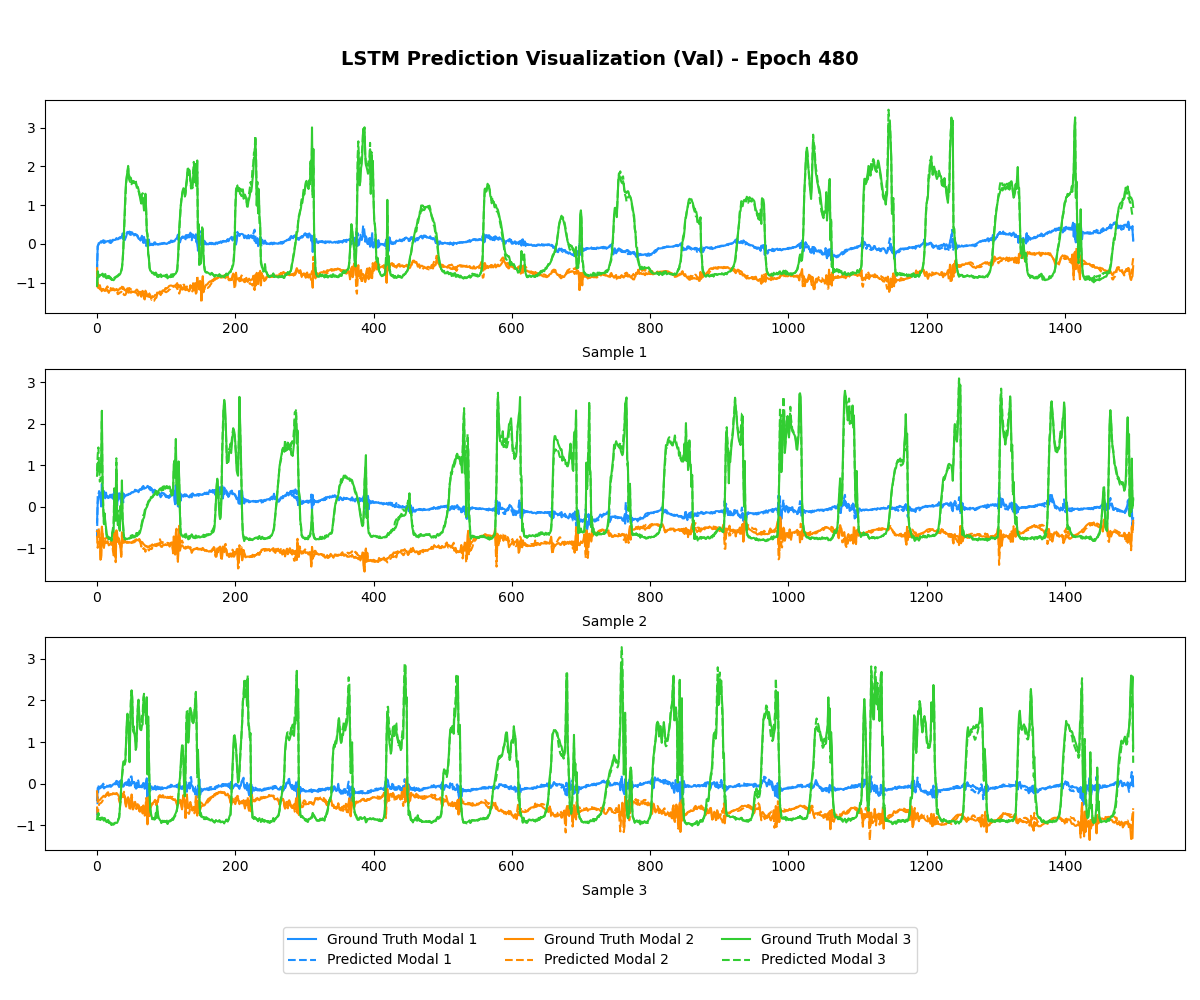 LSTM Prediction Visualization (Val) - Epoch 480
3
2
1
0
−1
0 200 400 600 800 1000 1200 1400
Sample 1
3
2
1
0
−1
0 200 400 600 800 1000 1200 1400
Sample 2
3
2
1
0
−1
0 200 400 600 800 1000 1200 1400
Sample 3
Ground Truth Modal 1 Ground Truth Modal 2 Ground Truth Modal 3
Predicted Modal 1 Predicted Modal 2 Predicted Modal 3